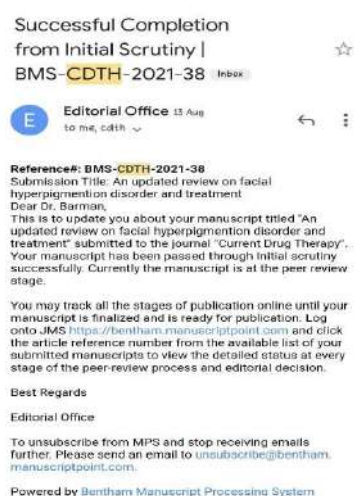 Successful Completion
from Initial Scrutiny |
BMS-CDTH-2021-38 Inbox
E
Editorial Office 13 Aug
to me, cdth
Reference#: BMS-CDTH-2021-38
Submission Title: An updated review on facial
hyperpigmention disorder and treatment
Dear Dr. Barman,
This is to update you about your manuscript titled "An
updated review on facial hyperpigmention disorder and
treatment" submitted to the journal "Current Drug Therapy".
Your manuscript has been passed through Initial scrutiny
successfully. Currently the manuscript is at the peer review
stage.
You may track all the stages of publication online until your
manuscript is finalized and is ready for publication. Log
onto JMS https://bentham.manuscriptpoint.com and click
the article reference number from the available list of your
submitted manuscripts to view the detailed status at every
stage of the peer-review process and editorial decision.
Best Regards
Editorial Office
To unsubscribe from MPS and stop receiving emails
further. Please send an email to unsubscribe@bentham.
manuscriptpoint.com.
Powered by Bentham Manuscript Processing System